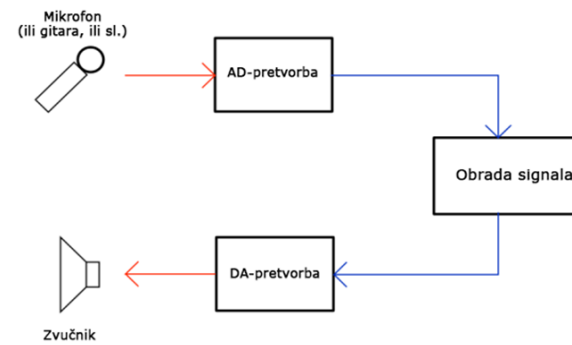 Mikrofon
(ili gitara, ili sl.)
AD-pretvorba
Obrada signala
DA-pretvorba
Zvučnik